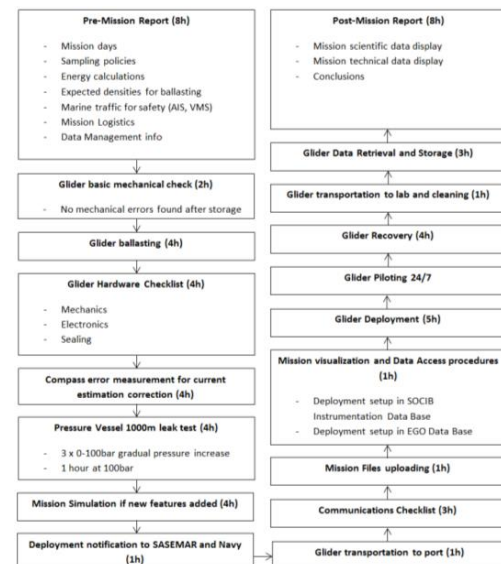 Pre-Mission Report (8h)
- Mission days
- Sampling policies
- Energy calculations
- Expected densities for ballasting
- Marine traffic for safety (AIS, VMS)
- Mission Logistics
- Data Management info
Glider basic mechanical check (2h)
- No mechanical errors found after storage
Glider ballasting (4h)
Glider Hardware Checklist (4h)
- Mechanics
- Electronics
- Sealing
Compass error measurement for current
estimation correction (4h)
Pressure Vessel 1000m leak test (4h)
- 3 x 0-100bar gradual pressure increase
- 1 hour at 100bar
Mission Simulation if new features added (4h)
Deployment notification to SASEMAR and Navy
(1h)
Glider transportation to port (1h)
Communications Checklist (3h)
Mission Files uploading (1h)
Mission visualization and Data Access procedures
(1h)
- Deployment setup in SOCIB
Instrumentation Data Base
- Deployment setup in EGO Data Base
Glider Deployment (5h)
Glider Piloting 24/7
Glider Recovery (4h)
Glider transportation to lab and cleaning (1h)
Glider Data Retrieval and Storage (3h)
Post-Mission Report (8h)
- Mission scientific data display
- Mission technical data display
- Conclusions